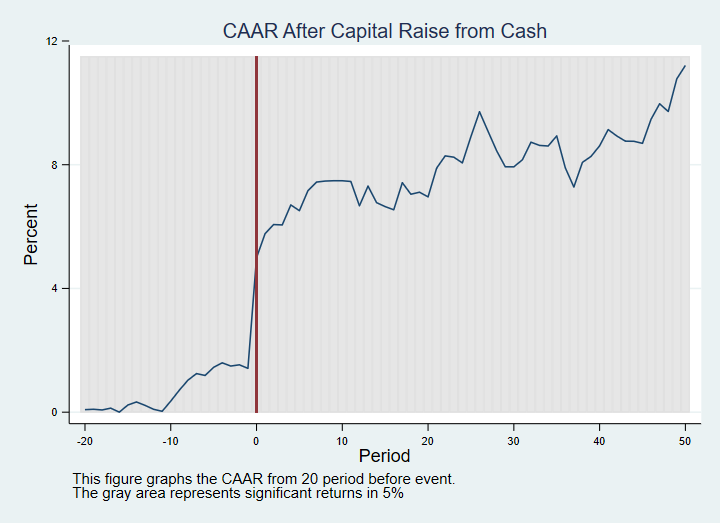 CAAR After Capital Raise from Cash
12
8
4
0
Percent
-20 -10 0 10 20 30 40 50
Period
This figure graphs the CAAR from 20 period before event.
The gray area represents significant returns in 5%